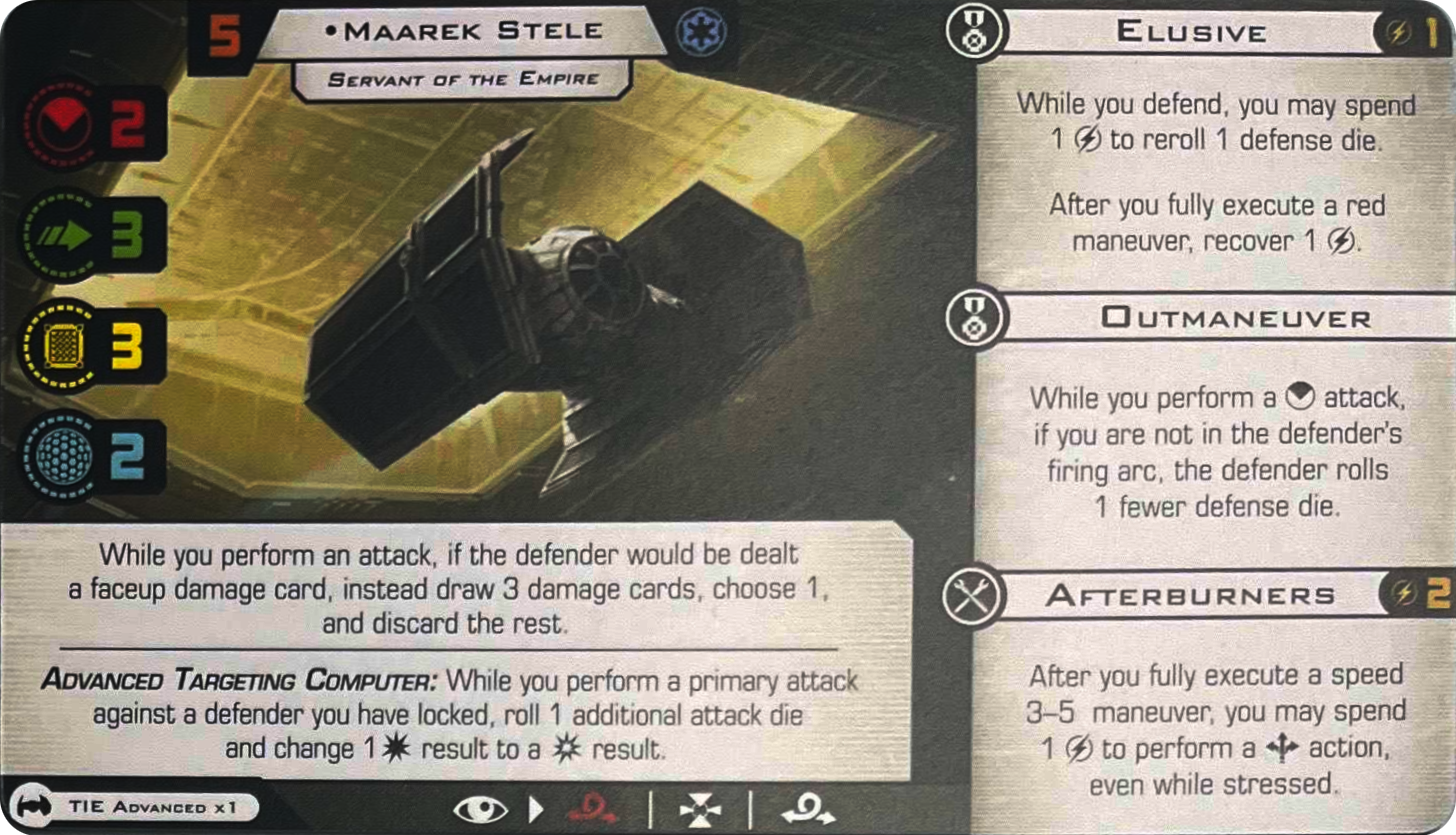 5
•Maarek Stele
Servant of the Empire
2
3
3
2
While you perform an attack, if the defender would be dealt
a faceup damage card, instead draw 3 damage cards, choose 1,
and discard the rest.
Advanced Targeting Computer: While you perform a primary attack
against a defender you have locked, roll 1 additional attack die
and change 1 result to a result.
TIE Advanced x1
Elusive 1
While you defend, you may spend
1 to reroll 1 defense die.
After you fully execute a red
maneuver, recover 1 .
Outmaneuver
While you perform a attack,
if you are not in the defender's
firing arc, the defender rolls
1 fewer defense die.
Afterburners 2
After you fully execute a speed
3–5 maneuver, you may spend
1 to perform a action,
even while stressed.